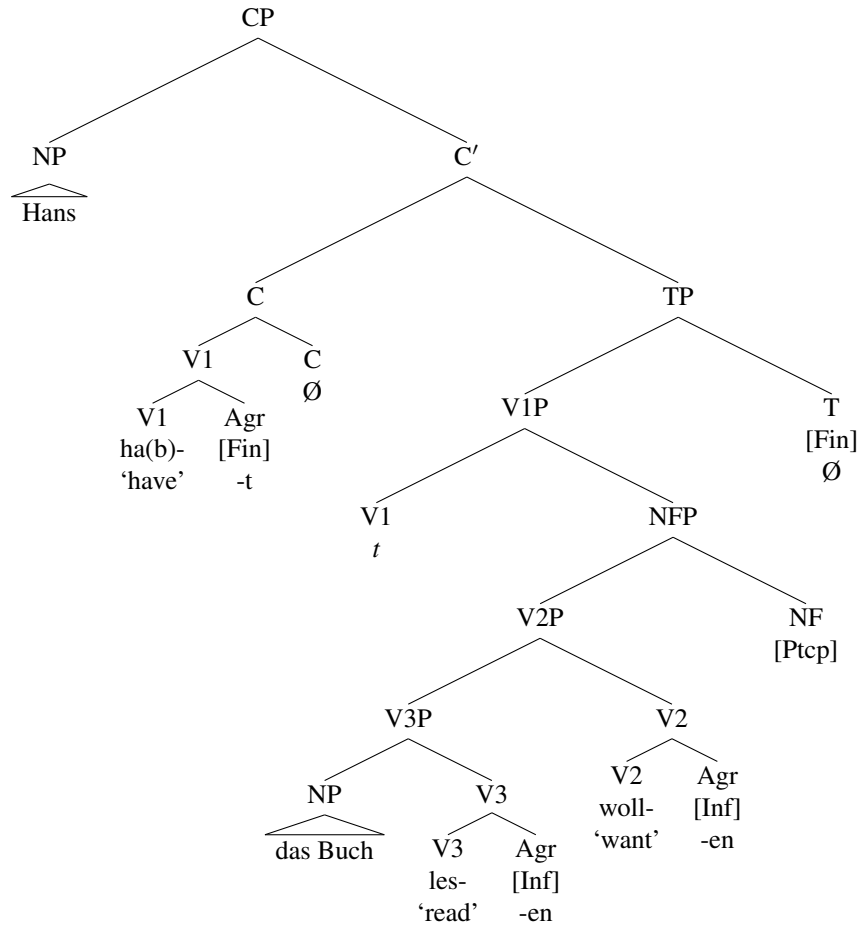 CP
NP C′
Hans
C TP
V1 C
Ø
V1P T
[Fin]
Ø
V1 Agr
ha(b)- [Fin]
‘have’ -t
V1 NFP
t
V2P NF
[Ptcp]
V3P V2
NP V3
das Buch
V2 Agr
woll- [Inf]
‘want’ -en
V3 Agr
les- [Inf]
‘read’ -en